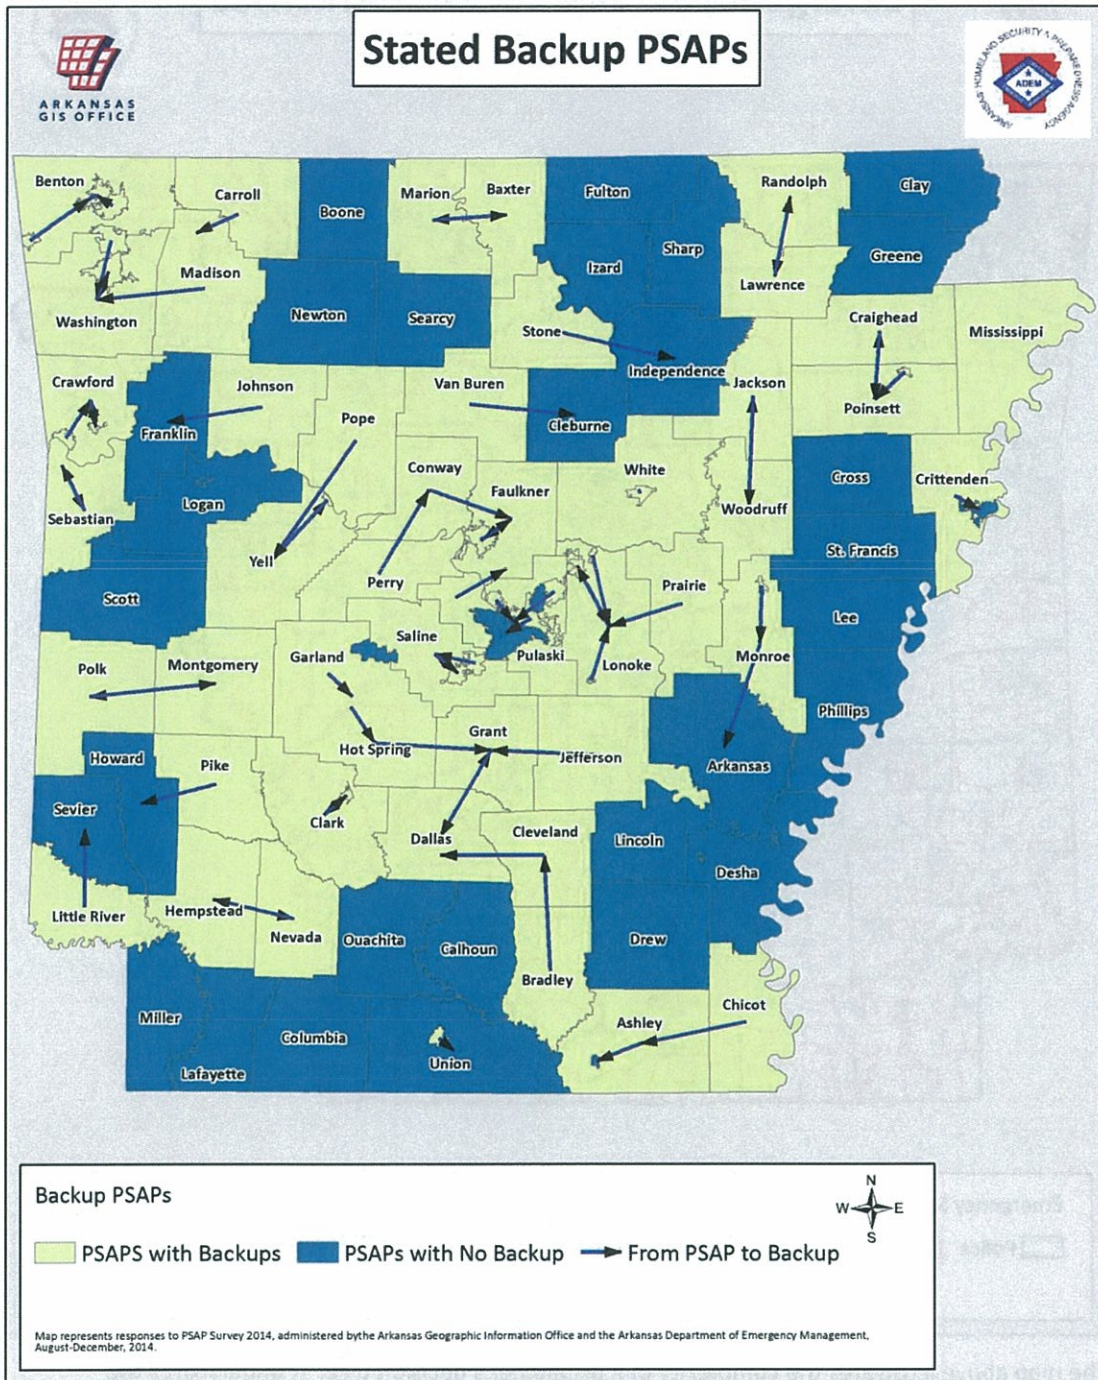 Stated Backup PSAPs
ARKANSAS
GIS OFFICE
ARKANSAS HOMELAND SECURITY & PREPAREDNESS AGENCY
ADEM
Benton
Carroll
Boone
Marion
Baxter
Fulton
Randolph
Clay
Sharp
Izard
Greene
Madison
Lawrence
Washington
Newton
Searcy
Stone
Craighead
Mississippi
Independence
Crawford
Johnson
Van Buren
Jackson
Poinsett
Franklin
Pope
Cleburne
Conway
White
Cross
Crittenden
Faulkner
Logan
Sebastian
Woodruff
Yell
St. Francis
Perry
Prairie
Scott
Lee
Saline
Pulaski
Lonoke
Monroe
Polk
Montgomery
Garland
Phillips
Grant
Hot Spring
Jefferson
Howard
Pike
Arkansas
Sevier
Clark
Dallas
Cleveland
Lincoln
Desha
Little River
Hempstead
Nevada
Ouachita
Calhoun
Drew
Bradley
Chicot
Miller
Ashley
Columbia
Union
Lafayette
Backup PSAPs
N
W E
S
PSAPS with Backups PSAPs with No Backup From PSAP to Backup
Map represents responses to PSAP Survey 2014, administered bythe Arkansas Geographic Information Office and the Arkansas Department of Emergency Management,
August-December, 2014.